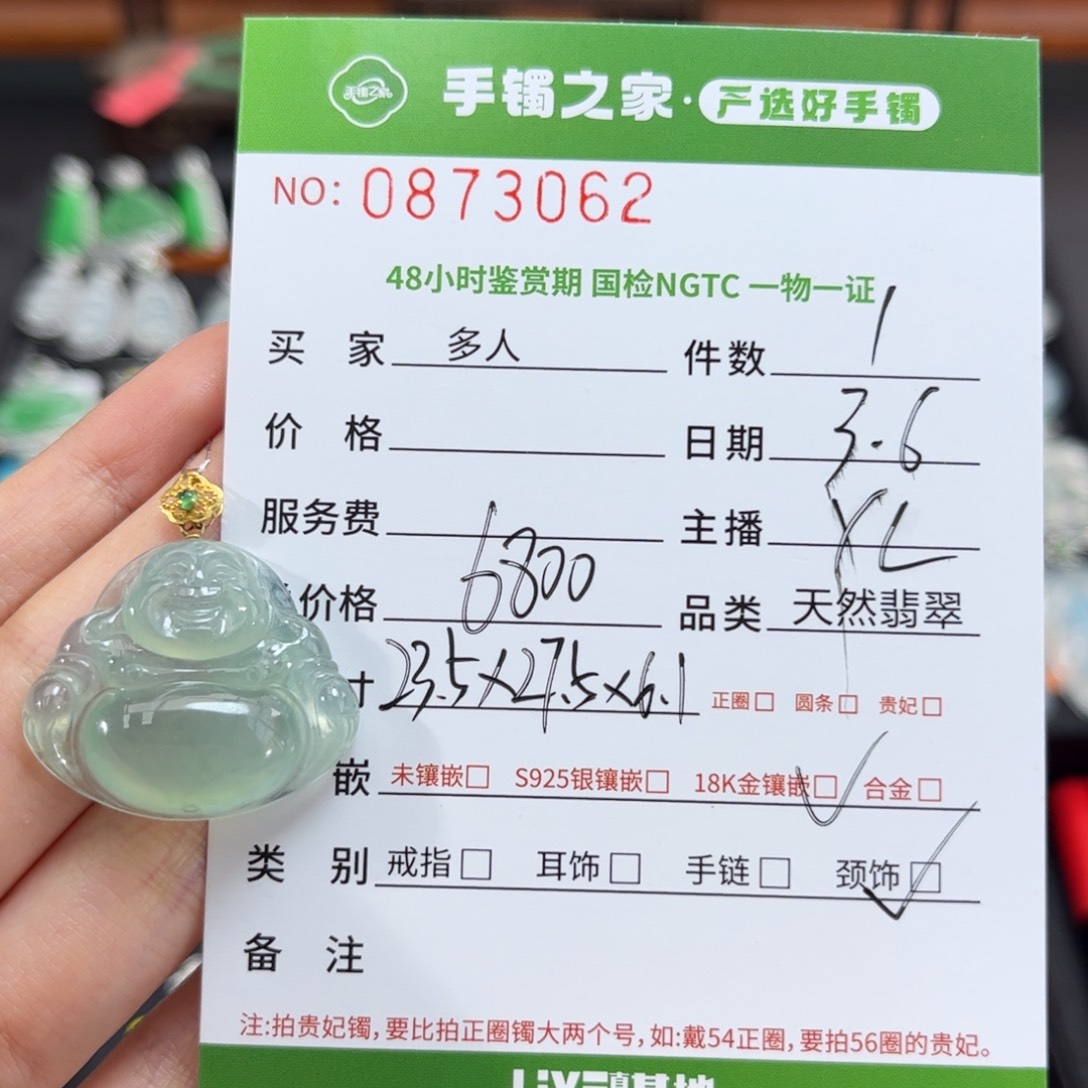 手镯之家 手镯之家·严选好手镯
NO: 0873062
48小时鉴赏期 国检NGTC 一物一证
买 家 多人 件数 1
价 格 日期 3.6
服务费 主播 XL
价格 6800 品类 天然翡翠
寸 23.5×27.5×6.1 正圈□ 圆条□ 贵妃□
嵌 未镶嵌□ S925银镶嵌□ 18K金镶嵌□ 合金□
类 别 戒指□ 耳饰□ 手链□ 颈饰□
备 注
注:拍贵妃镯,要比拍正圈镯大两个号,如:戴54正圈,要拍56圈的贵妃。